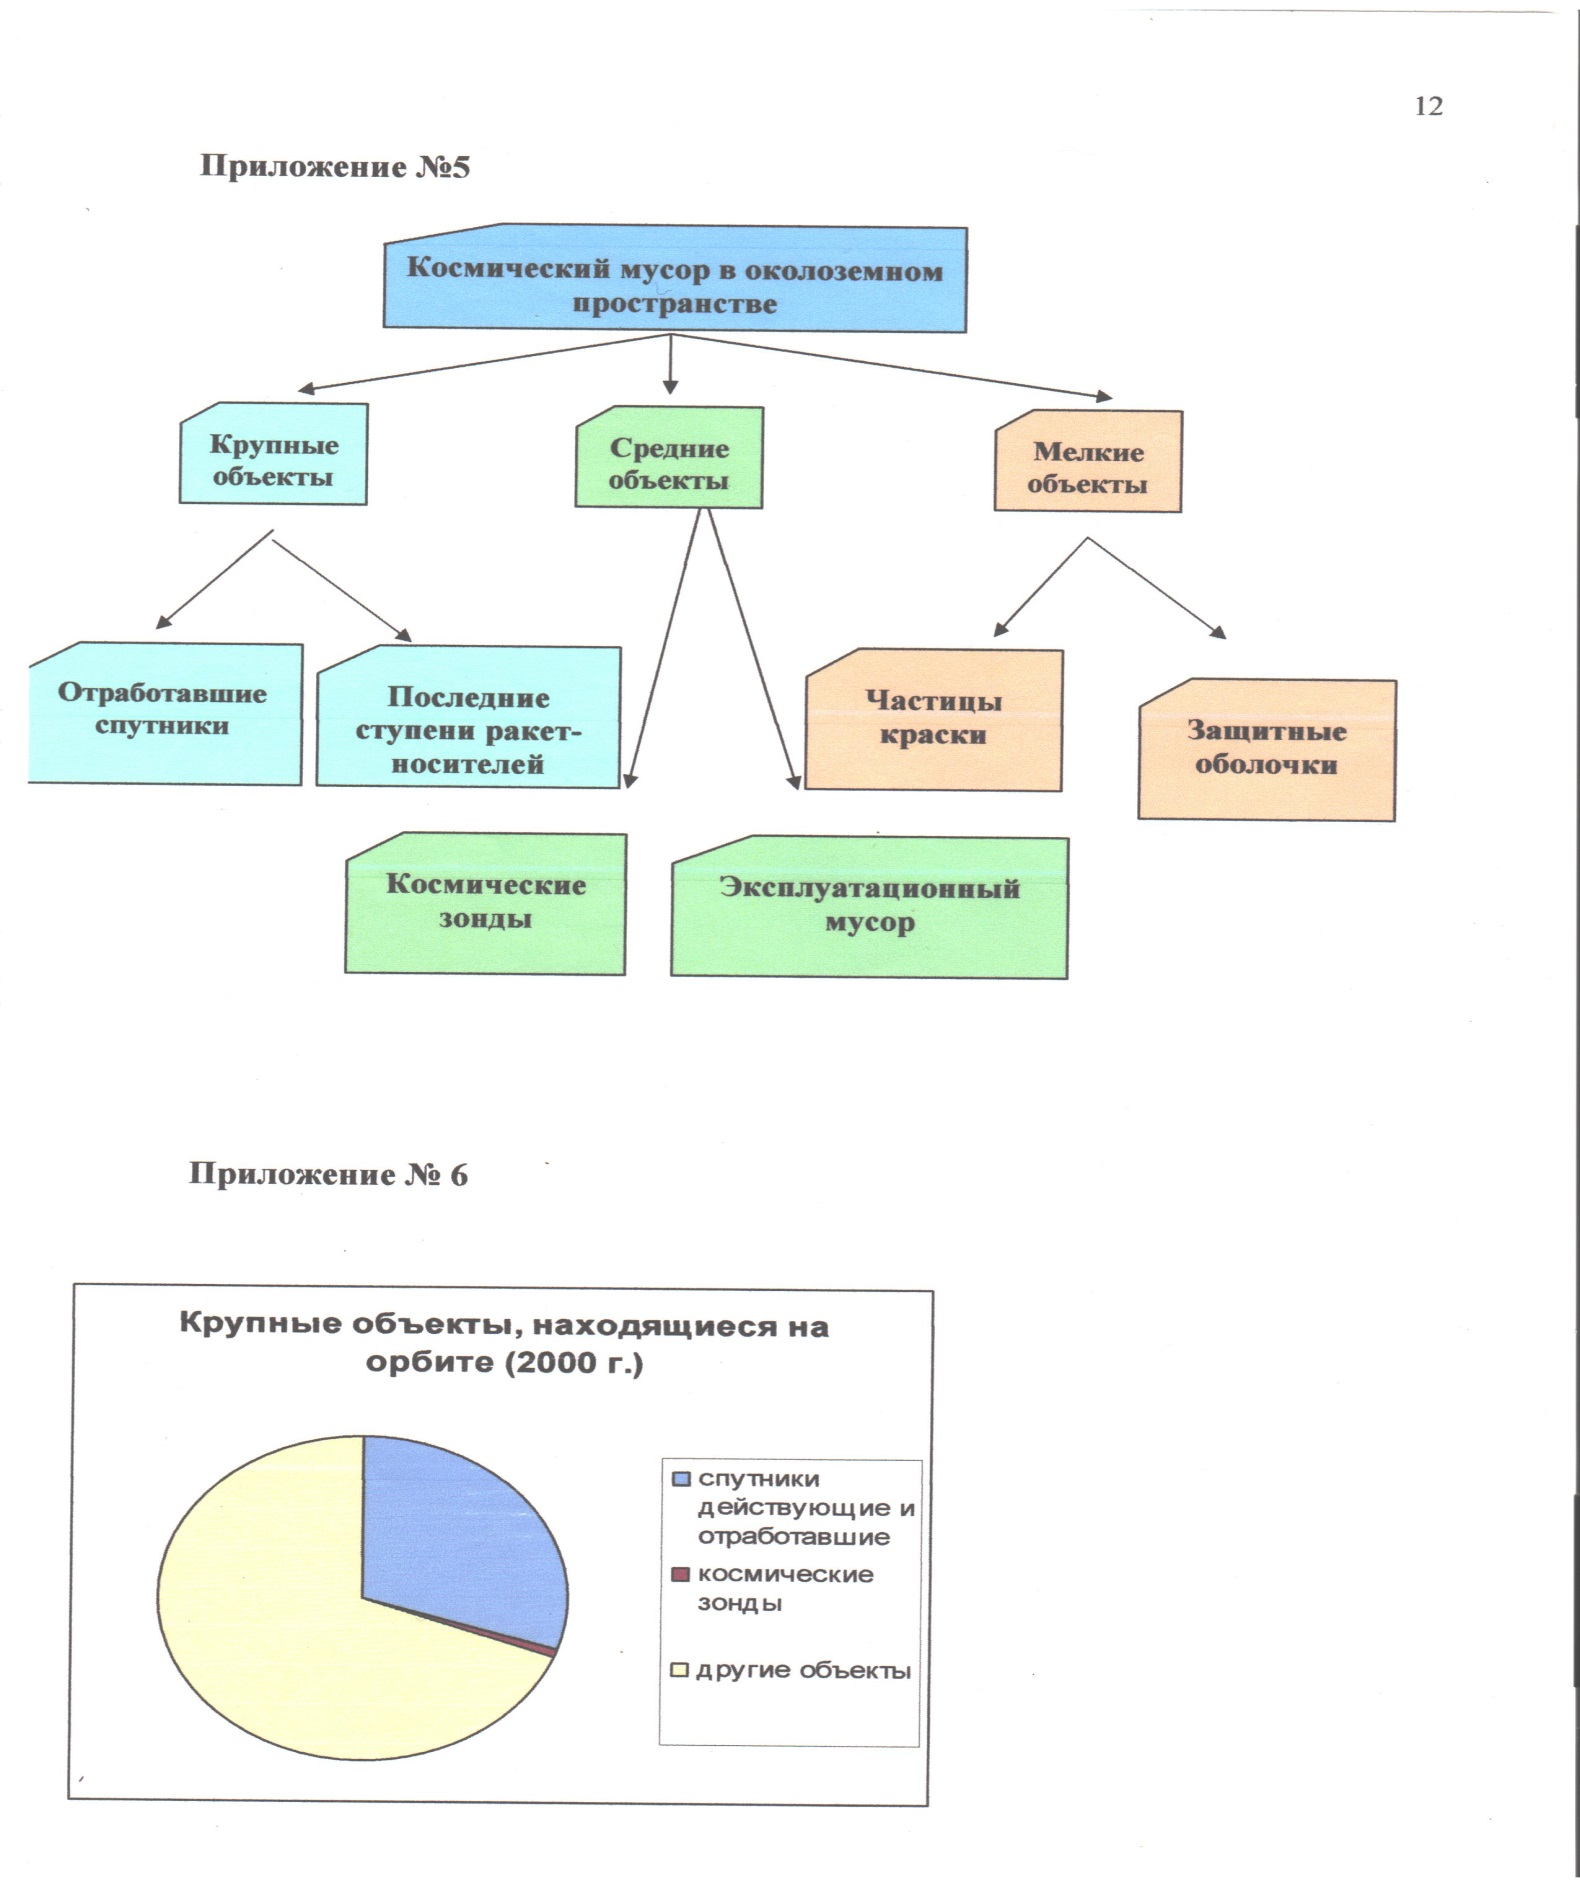 12
Приложение №5
Космический мусор в околоземном
пространстве
Крупные
объекты
Средние
объекты
Мелкие
объекты
Отработавшие
спутники
Последние
ступени ракет-
носителей
Частицы
краски
Защитные
оболочки
Космические
зонды
Эксплуатационный
мусор
Приложение № 6
Крупные объекты, находящиеся на
орбите (2000 г.)
спутники
действующие и
отработавшие
космические
зонды
другие объекты